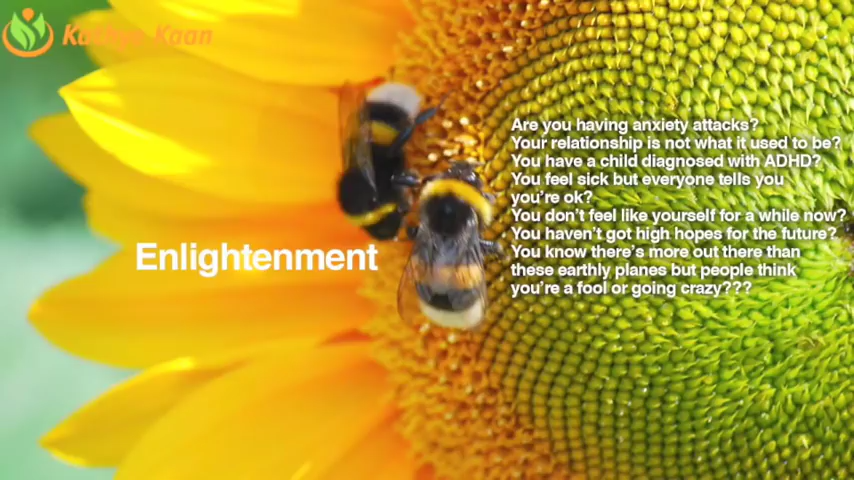 Kathye Kaan
Are you having anxiety attacks?
Your relationship is not what it used to be?
You have a child diagnosed with ADHD?
You feel sick but everyone tells you
you're ok?
You don't feel like yourself for a while now?
You haven't got high hopes for the future?
You know there's more out there than
these earthly planes but people think
you're a fool or going crazy???
Enlightenment